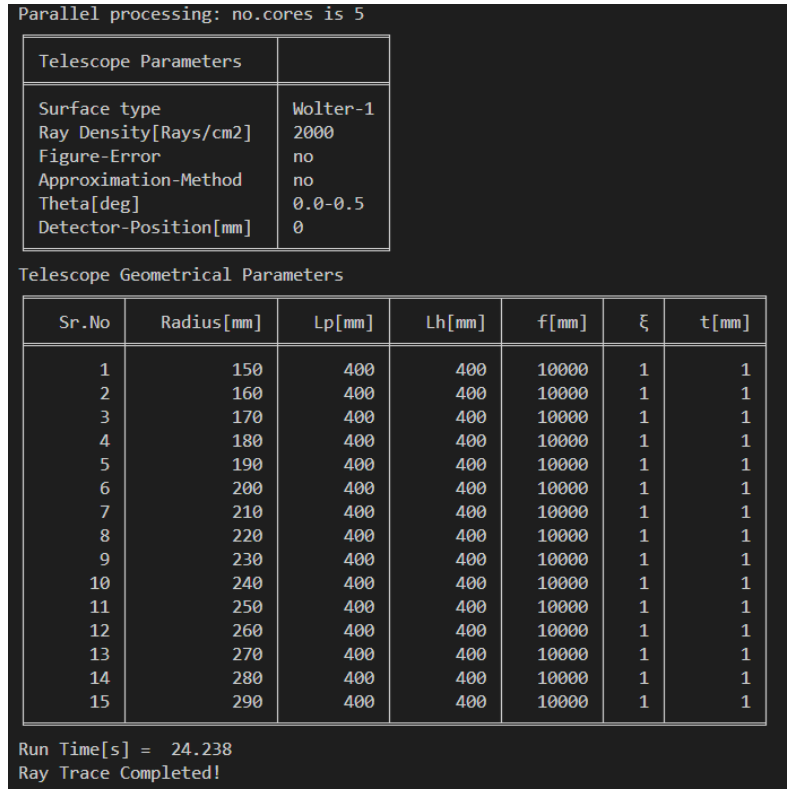 Parallel processing: no.cores is 5
Telescope Parameters
Surface type Wolter-1
Ray Density[Rays/cm2] 2000
Figure-Error no
Approximation-Method no
Theta[deg] 0.0-0.5
Detector-Position[mm] 0
Telescope Geometrical Parameters
Sr.No Radius[mm] Lp[mm] Lh[mm] f[mm] ξ t[mm]
1 150 400 400 10000 1 1
2 160 400 400 10000 1 1
3 170 400 400 10000 1 1
4 180 400 400 10000 1 1
5 190 400 400 10000 1 1
6 200 400 400 10000 1 1
7 210 400 400 10000 1 1
8 220 400 400 10000 1 1
9 230 400 400 10000 1 1
10 240 400 400 10000 1 1
11 250 400 400 10000 1 1
12 260 400 400 10000 1 1
13 270 400 400 10000 1 1
14 280 400 400 10000 1 1
15 290 400 400 10000 1 1
Run Time[s] = 24.238
Ray Trace Completed!